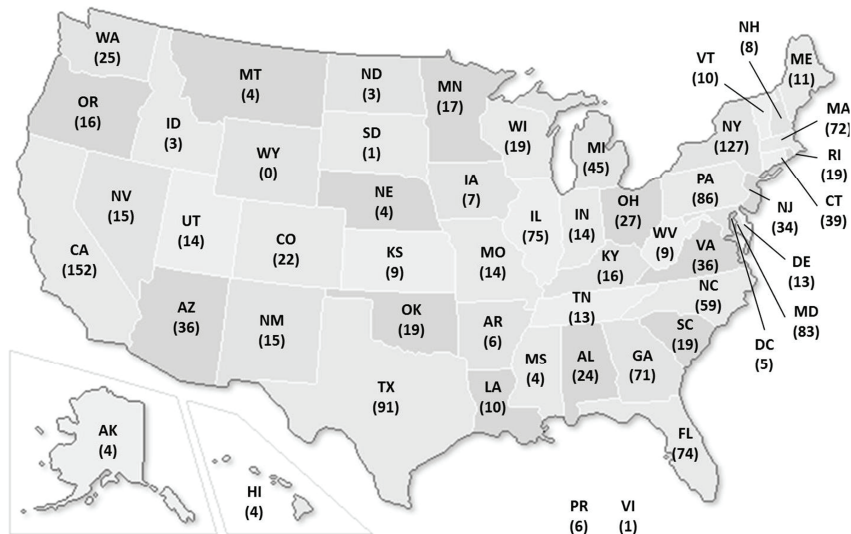 WA
(25)
OR
(16)
CA
(152)
ID
(3)
NV
(15)
MT
(4)
WY
(0)
UT
(14)
AZ
(36)
CO
(22)
NM
(15)
ND
(3)
SD
(1)
NE
(4)
KS
(9)
OK
(19)
TX
(91)
MN
(17)
IA
(7)
MO
(14)
AR
(6)
LA
(10)
WI
(19)
IL
(75)
MI
(45)
IN
(14)
OH
(27)
KY
(16)
TN
(13)
MS
(4)
AL
(24)
GA
(71)
FL
(74)
SC
(19)
NC
(59)
VA
(36)
WV
(9)
PA
(86)
NY
(127)
VT
(10)
NH
(8)
ME
(11)
MA
(72)
RI
(19)
CT
(39)
NJ
(34)
DE
(13)
MD
(83)
DC
(5)
AK
(4)
HI
(4)
PR
(6)
VI
(1)